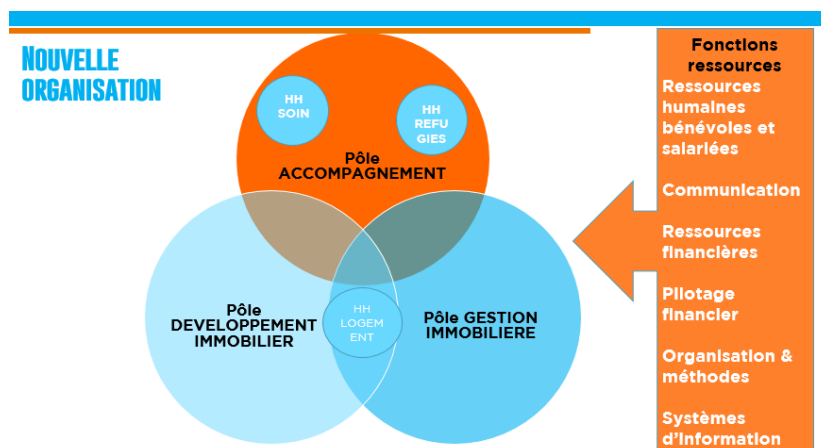 NOUVELLE
ORGANISATION
HH
SOIN
HH
REFU
GIES
Pôle
ACCOMPAGNEMENT
Pôle
DEVELOPPEMENT
IMMOBILIER
HH
LOGEM
ENT
Pôle GESTION
IMMOBILIERE
Fonctions
ressources
Ressources
humaines
bénévoles et
salariées
Communication
Ressources
financières
Pilotage
financier
Organisation &
méthodes
Systèmes
d'Information